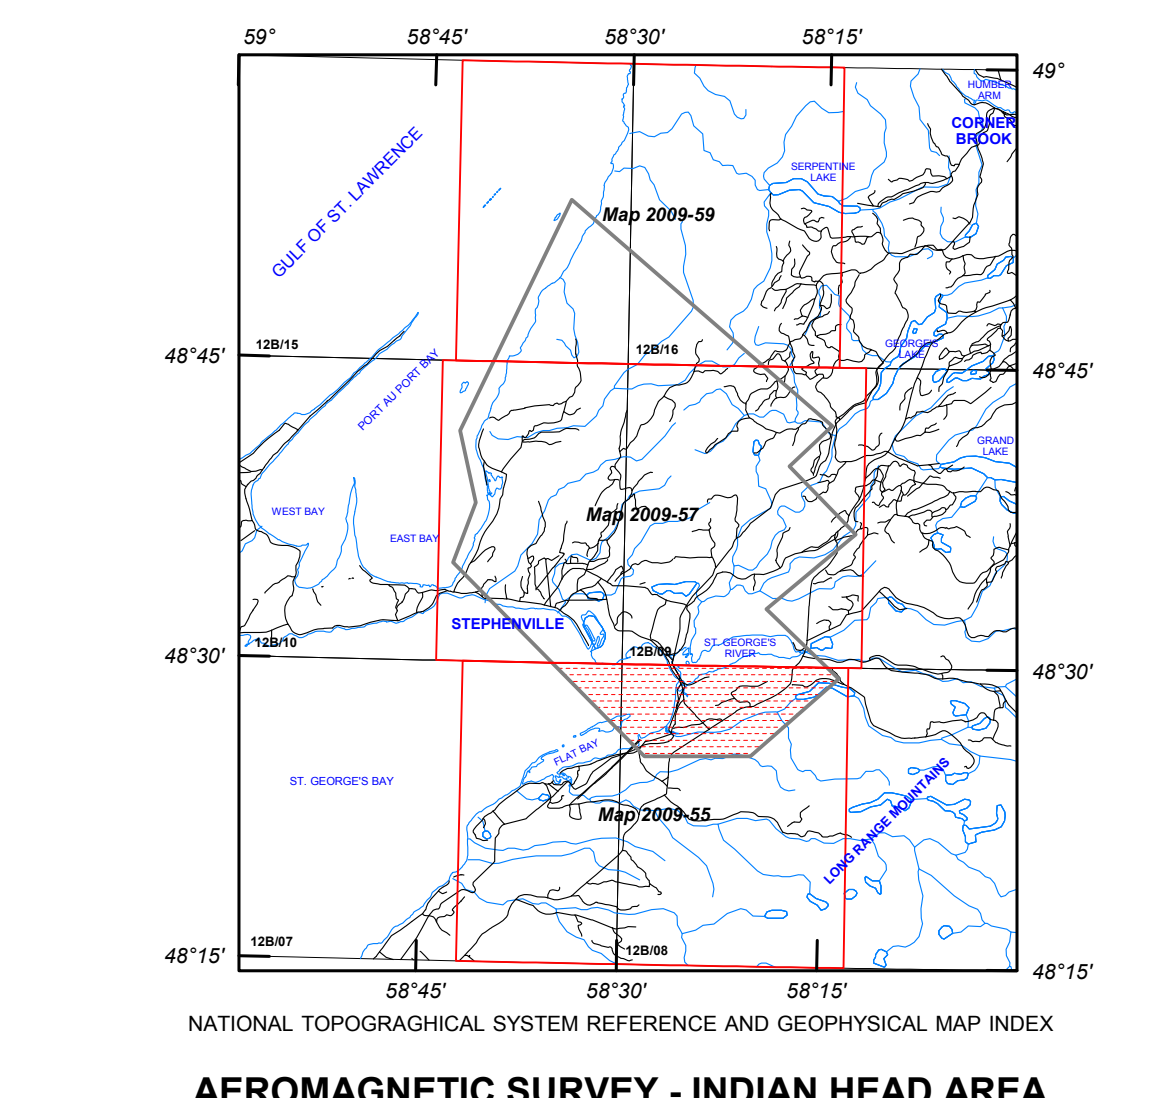 59°
58°45'
58°30'
58°15'
49°
HUMBER
ARM
CORNER
BROOK
SERPENTINE
LAKE
GULF OF ST. LAWRENCE
Map 2009-59
48°45'
12B/15
12B/16
GEORGE'S
LAKE
48°45'
PORT AU PORT BAY
GRAND
LAKE
WEST BAY
Map 2009-57
EAST BAY
STEPHENVILLE
12B/10
12B/09
ST. GEORGE'S
RIVER
48°30'
48°30'
FLAT BAY
ST. GEORGE'S BAY
Map 2009-55
LONG RANGE MOUNTAINS
12B/07
12B/08
48°15'
48°15'
58°45'
58°30'
58°15'
NATIONAL TOPOGRAGHICAL SYSTEM REFERENCE AND GEOPHYSICAL MAP INDEX
AEROMAGNETIC SURVEY - INDIAN HEAD AREA